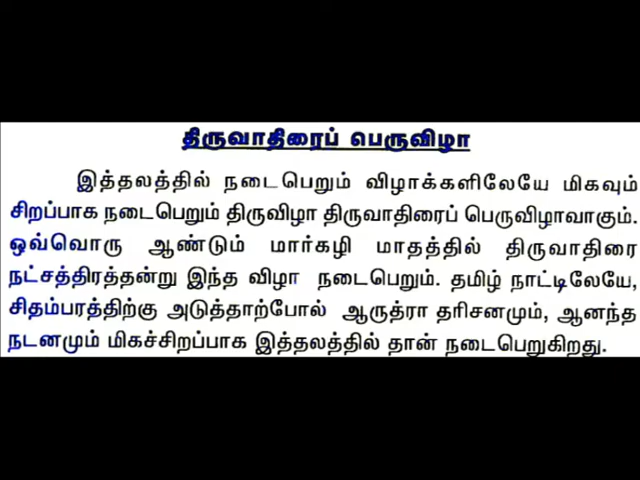 திருவாதிரைப் பெருவிழா
இத்தலத்தில் நடைபெறும் விழாக்களிலேயே மிகவும்
சிறப்பாக நடைபெறும் திருவிழா திருவாதிரைப் பெருவிழாவாகும்.
ஒவ்வொரு ஆண்டும் மார்கழி மாதத்தில் திருவாதிரை
நட்சத்திரத்தன்று இந்த விழா நடைபெறும். தமிழ் நாட்டிலேயே,
சிதம்பரத்திற்கு அடுத்தாற்போல் ஆருத்ரா தரிசனமும், ஆனந்த
நடனமும் மிகச்சிறப்பாக இத்தலத்தில் தான் நடைபெறுகிறது.